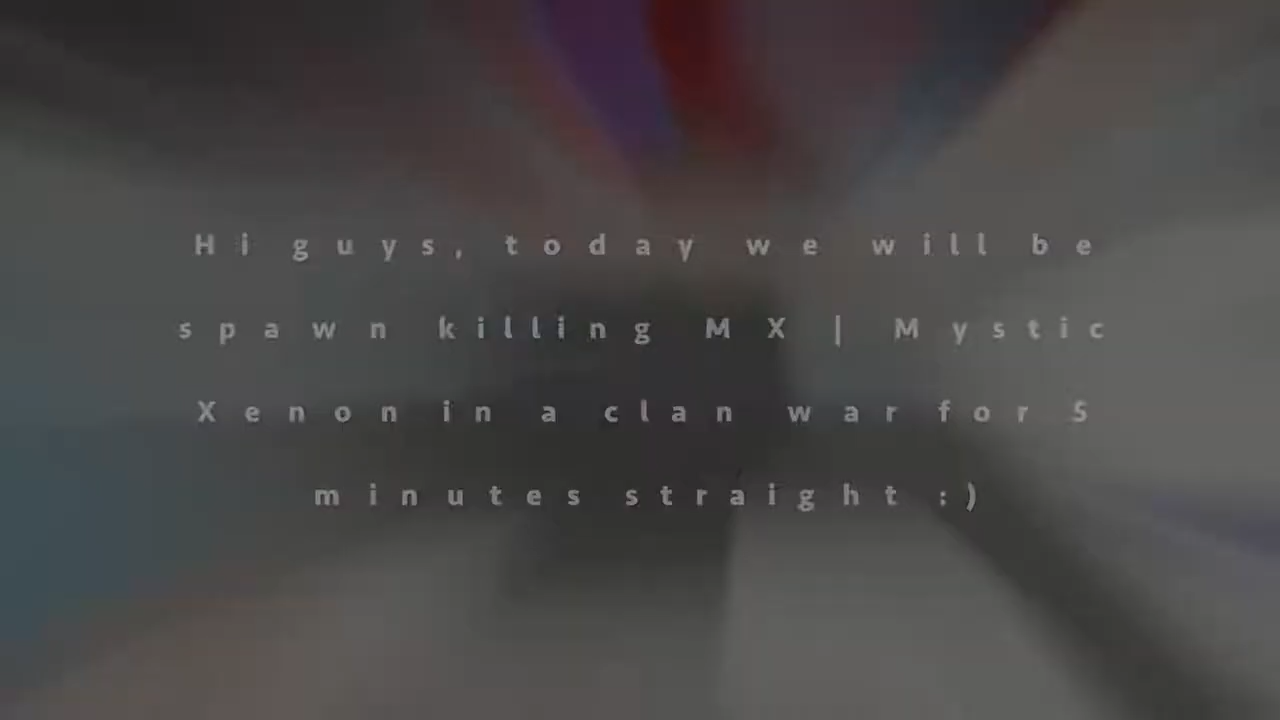 Hi guys, today we will be
spawn killing MX | Mystic
Xenon in a clan war for 5
minutes straight :)